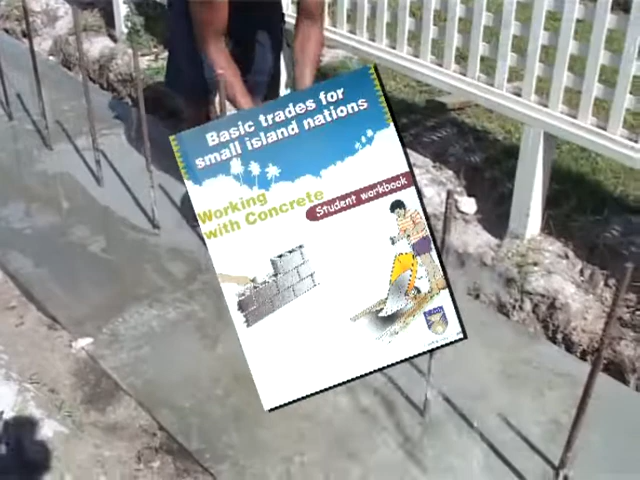 Basic trades for
small island nations
Working
with Concrete
Student workbook